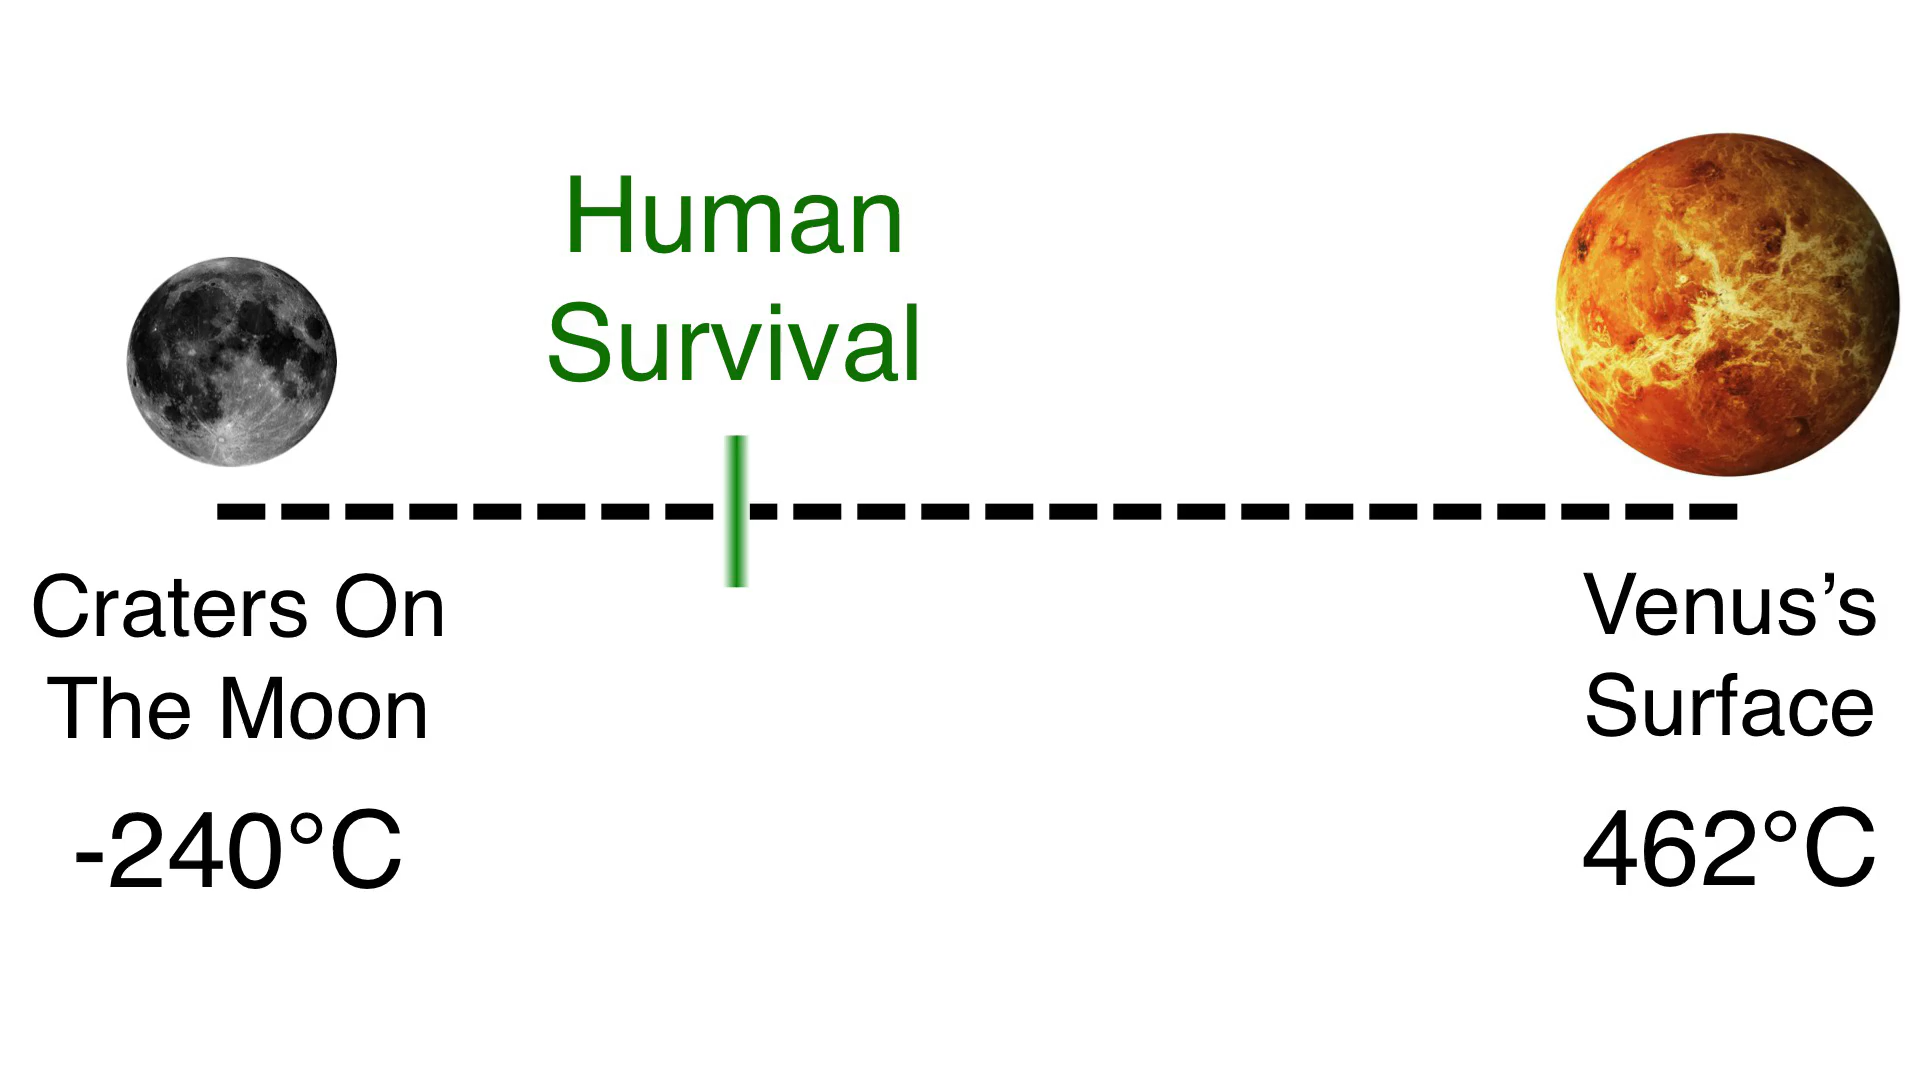 Human
Survival
Craters On
The Moon
-240°C
Venus’s
Surface
462°C